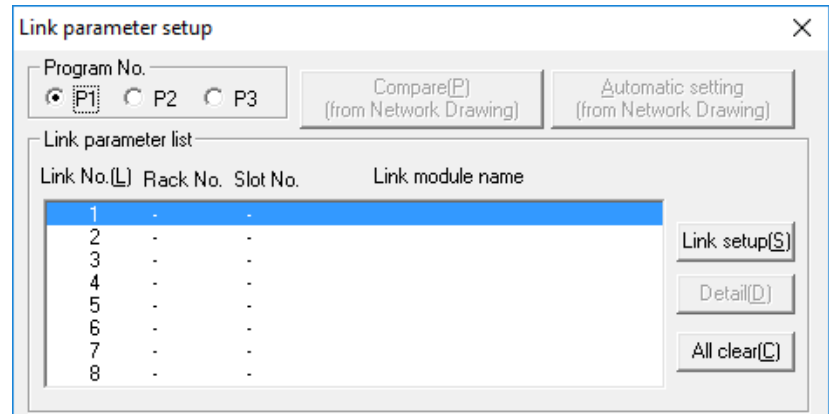 Link parameter setup
Program No.
P1 P2 P3
Compare(P)
(from Network Drawing)
Automatic setting
(from Network Drawing)
Link parameter list
Link No.(L) Rack No. Slot No. Link module name
1 - -
2 - -
3 - -
4 - -
5 - -
6 - -
7 - -
8 - -
Link setup(S)
Detail(D)
All clear(C)